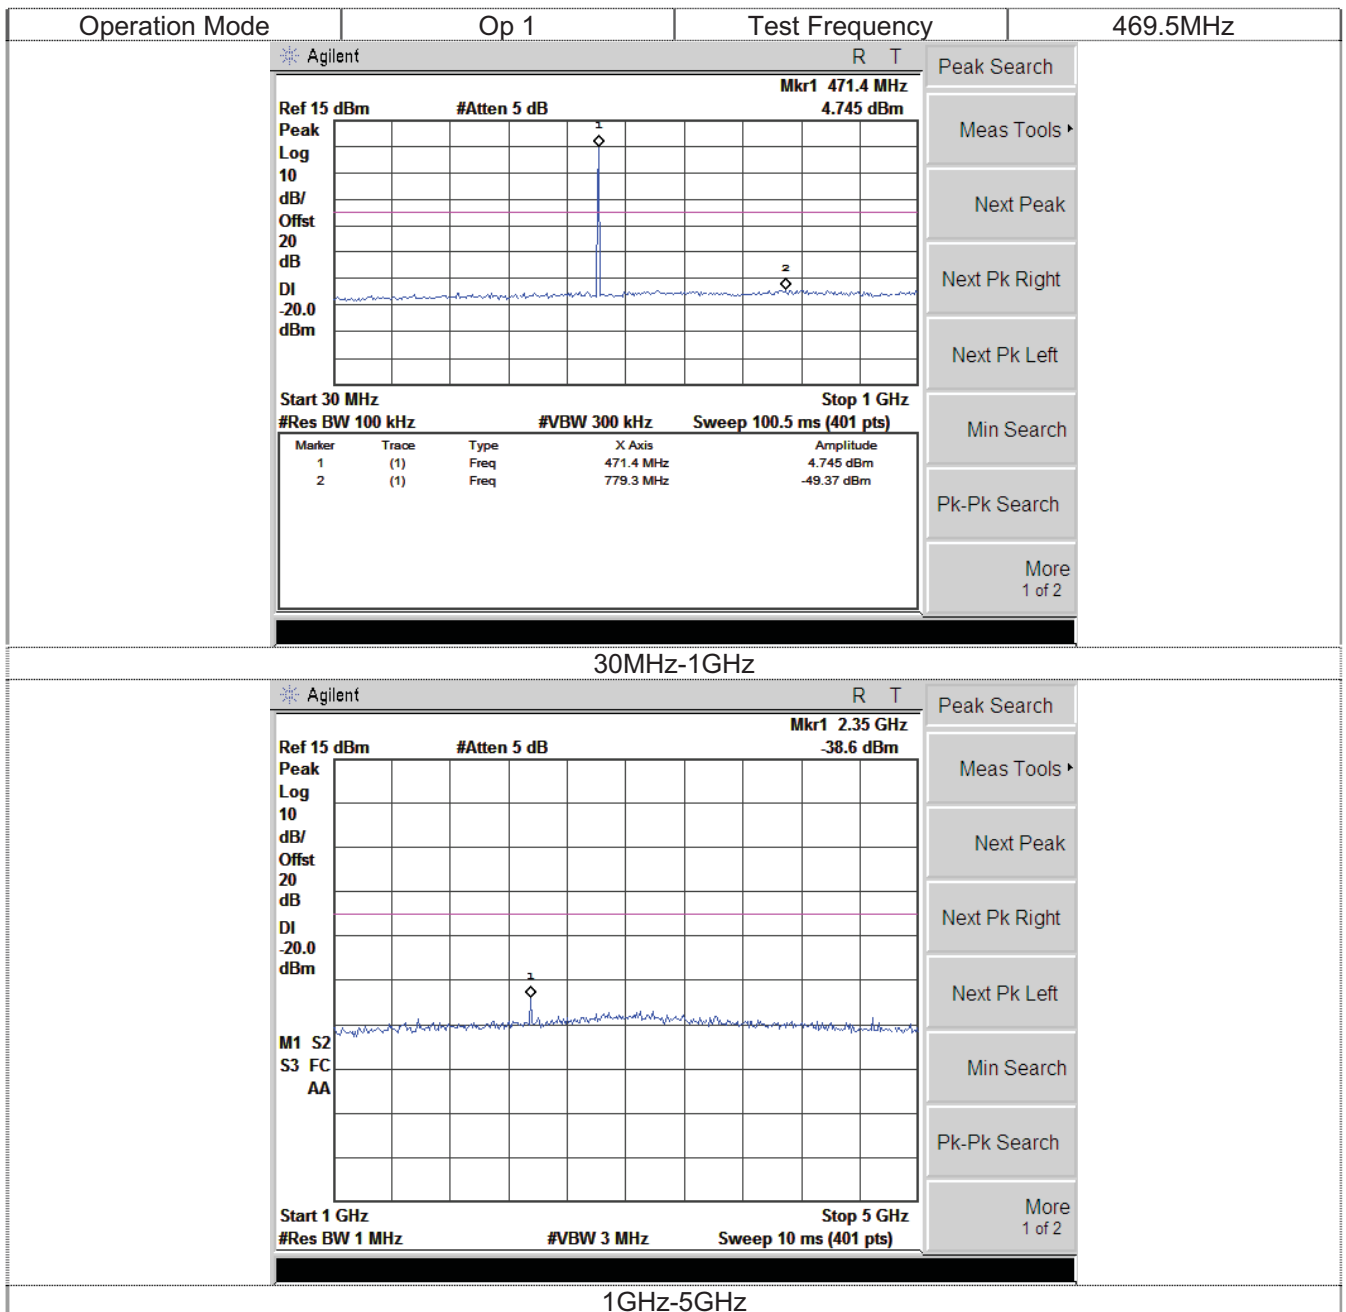 Operation Mode Op 1 Test Frequency 469.5MHz
Agilent R T
Peak Search
Mkr1 471.4 MHz
Ref 15 dBm #Atten 5 dB 4.745 dBm
Peak
Log
10
dB/
Offst
20
dB
DI
-20.0
dBm
1
2
Start 30 MHz Stop 1 GHz
#Res BW 100 kHz #VBW 300 kHz Sweep 100.5 ms (401 pts)
Marker Trace Type X Axis Amplitude
1 (1) Freq 471.4 MHz 4.745 dBm
2 (1) Freq 779.3 MHz -49.37 dBm
Meas Tools
Next Peak
Next Pk Right
Next Pk Left
Min Search
Pk-Pk Search
More
1 of 2
30MHz-1GHz
Agilent R T
Peak Search
Mkr1 2.35 GHz
Ref 15 dBm #Atten 5 dB -38.6 dBm
Peak
Log
10
dB/
Offst
20
dB
DI
-20.0
dBm
1
M1 S2
S3 FC
AA
Start 1 GHz Stop 5 GHz
#Res BW 1 MHz #VBW 3 MHz Sweep 10 ms (401 pts)
Meas Tools
Next Peak
Next Pk Right
Next Pk Left
Min Search
Pk-Pk Search
More
1 of 2
1GHz-5GHz